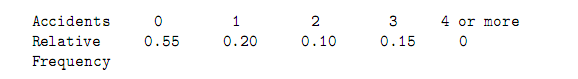 Accidents 0 1 2 3 4 or more
Relative 0.55 0.20 0.10 0.15 0
Frequency